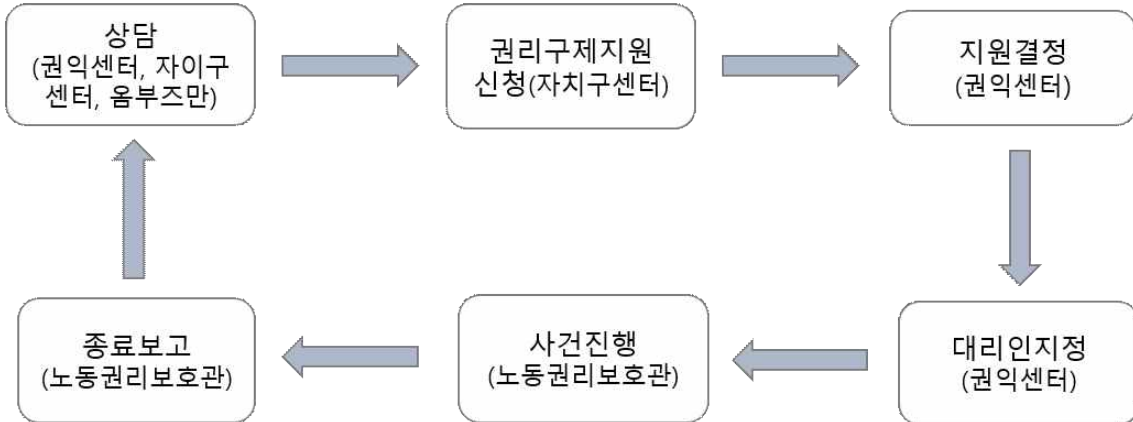 상담
(권익센터, 자이구
센터, 옴부즈만)
권리구제지원
신청(자치구센터)
지원결정
(권익센터)
대리인지정
(권익센터)
사건진행
(노동권리보호관)
종료보고
(노동권리보호관)